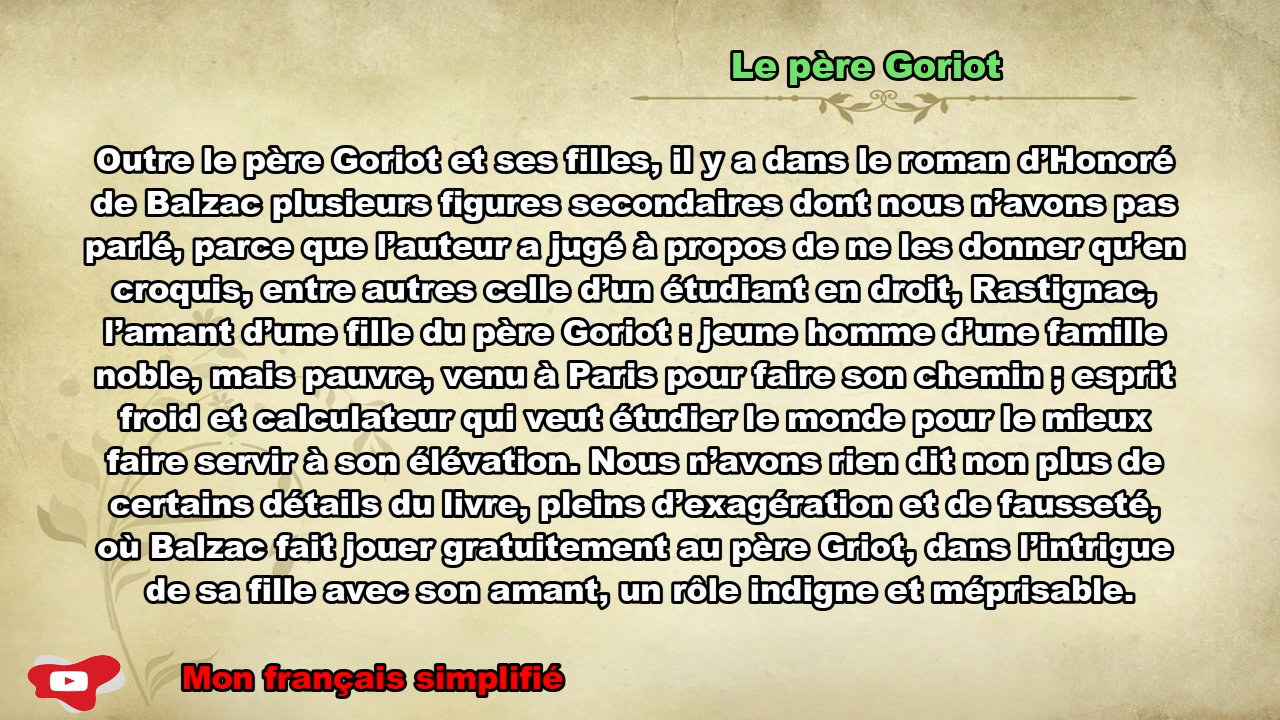 Le père Goriot
Outre le père Goriot et ses filles, il y a dans le roman d’Honoré
de Balzac plusieurs figures secondaires dont nous n’avons pas
parlé, parce que l’auteur a jugé à propos de ne les donner qu’en
croquis, entre autres celle d’un étudiant en droit, Rastignac,
l’amant d’une fille du père Goriot : jeune homme d’une famille
noble, mais pauvre, venu à Paris pour faire son chemin ; esprit
froid et calculateur qui veut étudier le monde pour le mieux
faire servir à son élévation. Nous n’avons rien dit non plus de
certains détails du livre, pleins d’exagération et de fausseté,
où Balzac fait jouer gratuitement au père Griot, dans l’intrigue
de sa fille avec son amant, un rôle indigne et méprisable.
Mon français simplifié